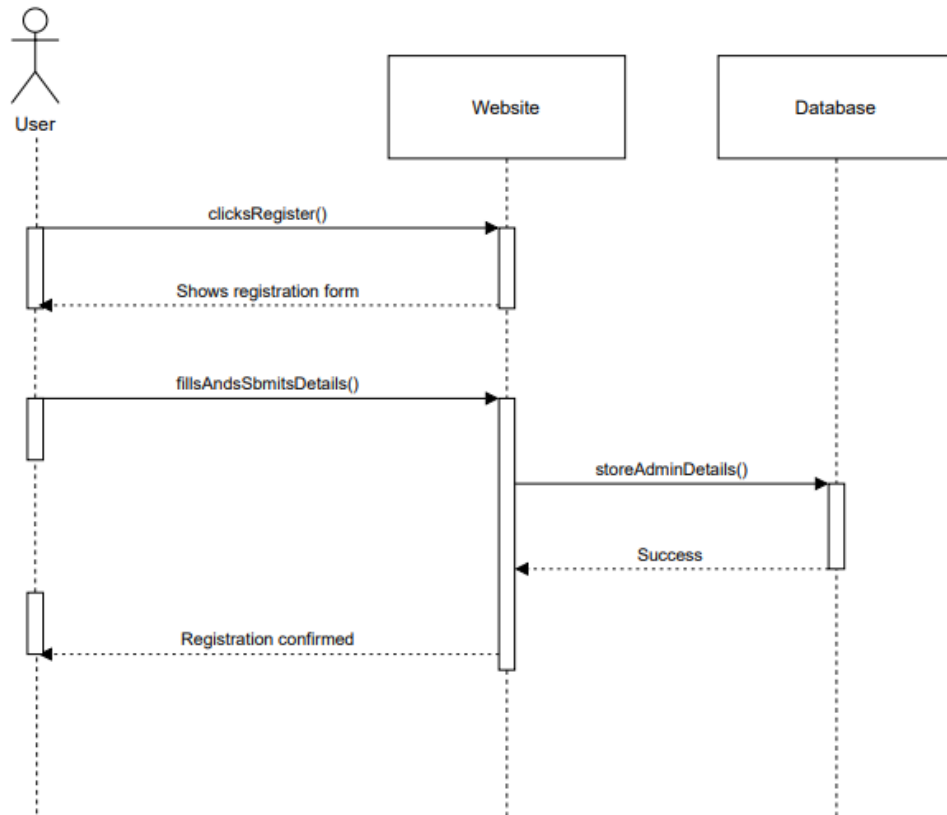 User
Website
Database
clicksRegister()
Shows registration form
fillsAndsSbmitsDetails()
storeAdminDetails()
Success
Registration confirmed